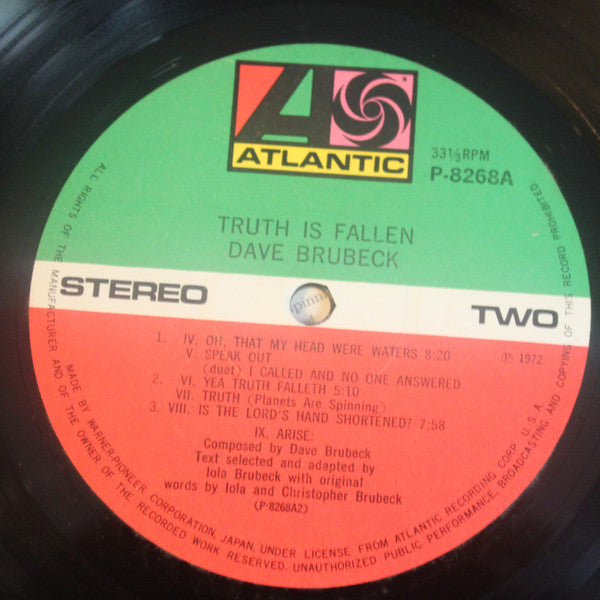 ATLANTIC
33⅓RPM
P-8268A
TRUTH IS FALLEN
DAVE BRUBECK
STEREO
TWO
℗ 1972
1. IV. OH, THAT MY HEAD WERE WATERS 8:20
V. SPEAK OUT
(duet) I CALLED AND NO ONE ANSWERED
2. VI. YEA TRUTH FALLETH 5:10
VII. TRUTH (Planets Are Spinning)
3. VIII. IS THE LORD'S HAND SHORTENED? 7:58
IX. ARISE:
Composed by Dave Brubeck
Text selected and adapted by
Iola Brubeck with original
words by Iola and Christopher Brubeck
(P-8268A2)
MADE BY WARNER-PIONEER CORPORATION, JAPAN, UNDER LICENSE FROM ATLANTIC RECORDING CORP. U.S.A.
ALL RIGHTS OF THE MANUFACTURER AND OF THE OWNER OF THE RECORDED WORK RESERVED. UNAUTHORIZED PUBLIC PERFORMANCE, BROADCASTING AND COPYING OF THIS RECORD PROHIBITED.